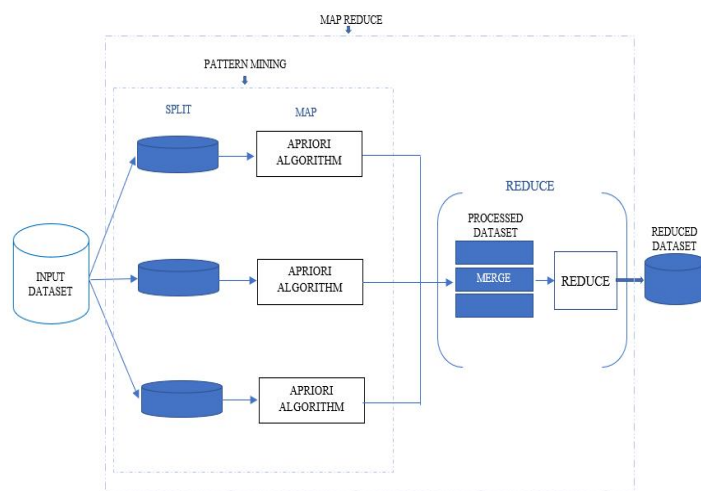 MAP REDUCE
PATTERN MINING
SPLIT
MAP
APRIORI
ALGORITHM
REDUCE
PROCESSED
DATASET
REDUCED
DATASET
INPUT
DATASET
APRIORI
ALGORITHM
MERGE
REDUCE
APRIORI
ALGORITHM